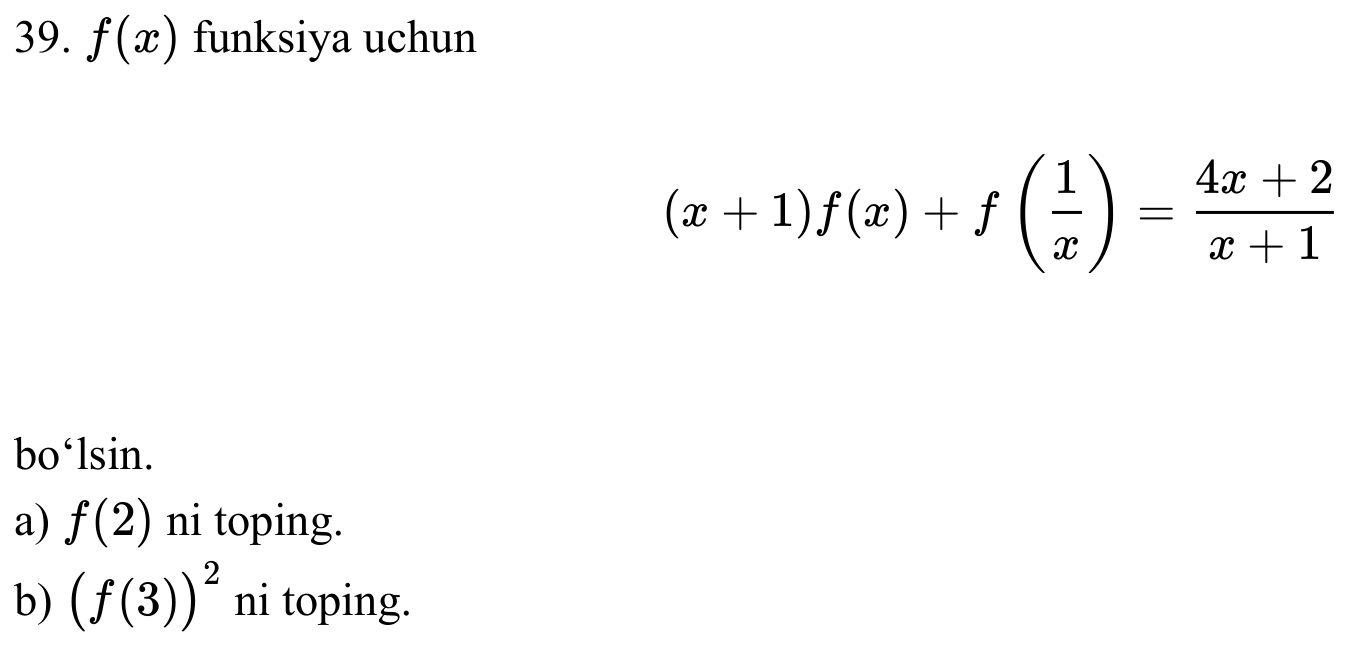 39. f(x) funksiya uchun
(x + 1)f(x) + f(1/x) = (4x + 2)/(x + 1)
bo‘lsin.
a) f(2) ni toping.
b) (f(3))² ni toping.